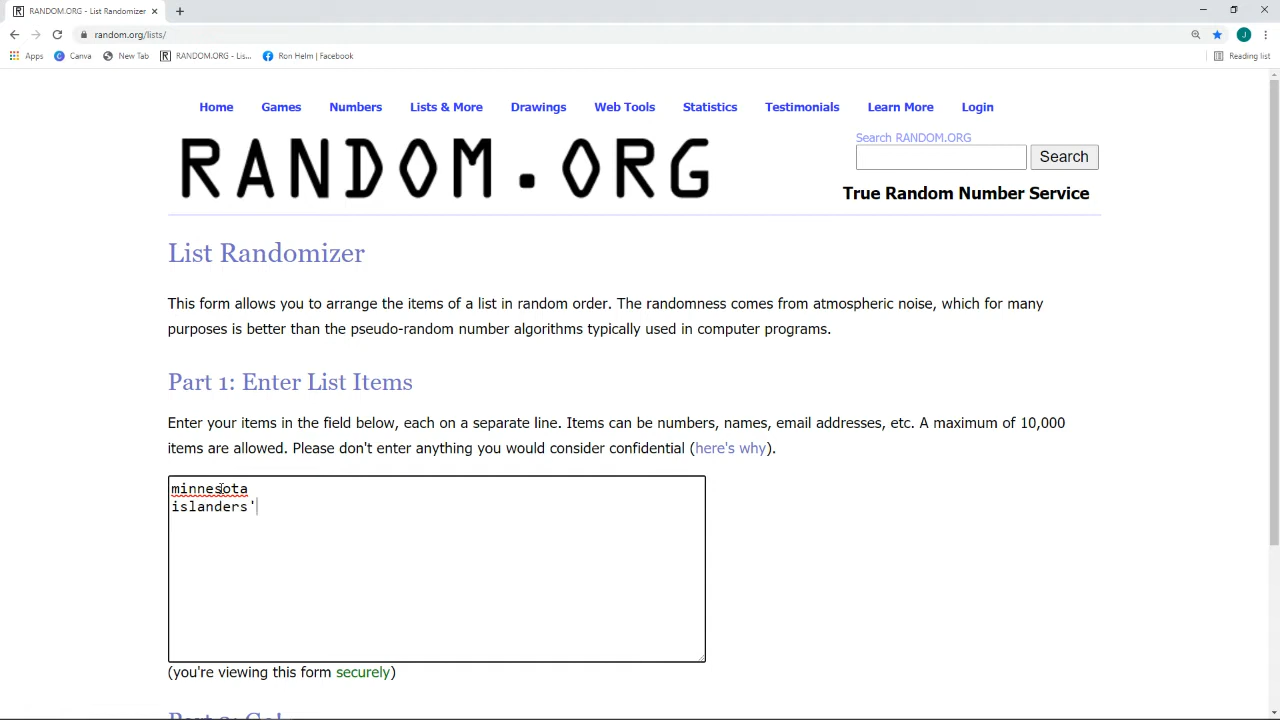 RANDOM.ORG - List Randomizer
random.org/lists/
Apps Canva New Tab RANDOM.ORG - Lis... Ron Helm | Facebook Reading list
Home Games Numbers Lists & More Drawings Web Tools Statistics Testimonials Learn More Login
RANDOM.ORG
Search RANDOM.ORG
Search
True Random Number Service
List Randomizer
This form allows you to arrange the items of a list in random order. The randomness comes from atmospheric noise, which for many
purposes is better than the pseudo-random number algorithms typically used in computer programs.
Part 1: Enter List Items
Enter your items in the field below, each on a separate line. Items can be numbers, names, email addresses, etc. A maximum of 10,000
items are allowed. Please don't enter anything you would consider confidential (here's why).
minnesota
islanders'
(you're viewing this form securely)
Part 2: Go!